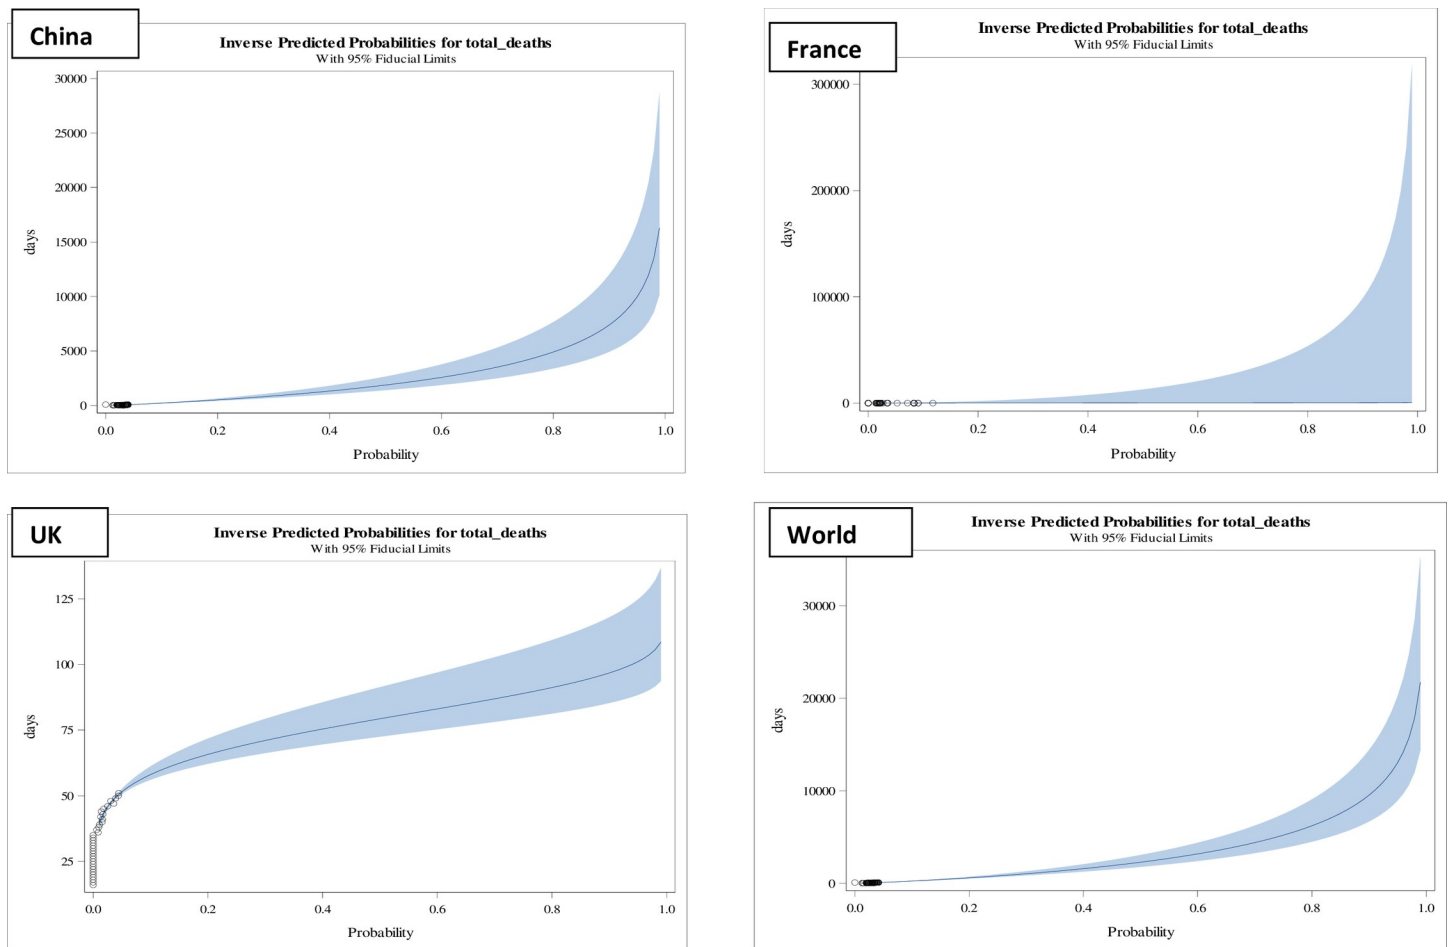 China
Inverse Predicted Probabilities for total_deaths
With 95% Fiducial Limits
30000
25000
20000
15000
10000
5000
0
days
0.0 0.2 0.4 0.6 0.8 1.0
Probability
France
Inverse Predicted Probabilities for total_deaths
With 95% Fiducial Limits
300000
200000
100000
0
days
0.0 0.2 0.4 0.6 0.8 1.0
Probability
UK
Inverse Predicted Probabilities for total_deaths
With 95% Fiducial Limits
125
100
75
50
25
days
0.0 0.2 0.4 0.6 0.8 1.0
Probability
World
Inverse Predicted Probabilities for total_deaths
With 95% Fiducial Limits
30000
20000
10000
0
days
0.0 0.2 0.4 0.6 0.8 1.0
Probability